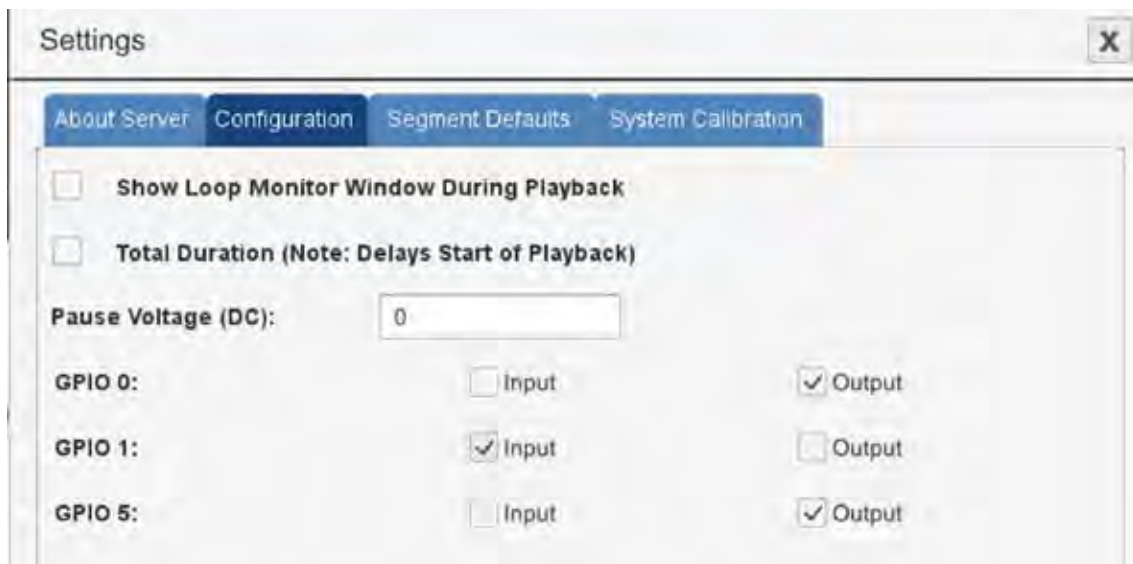 Settings X
About Server Configuration Segment Defaults System Calibration
Show Loop Monitor Window During Playback
Total Duration (Note: Delays Start of Playback)
Pause Voltage (DC): 0
GPIO 0: Input Output
GPIO 1: Input Output
GPIO 5: Input Output